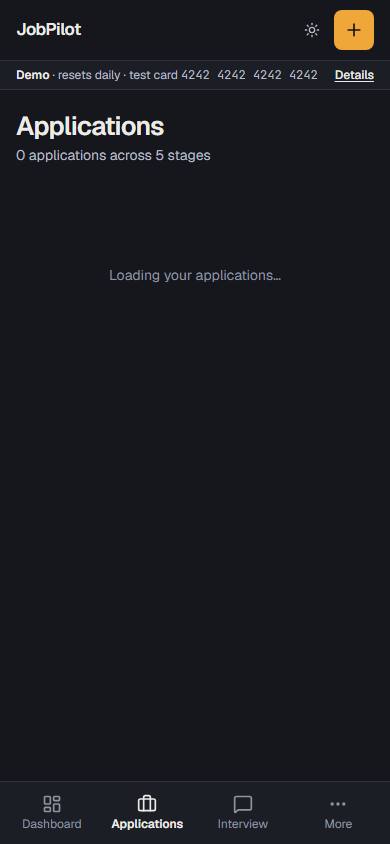 JobPilot
Demo · resets daily · test card 4242 4242 4242 4242 Details
Applications
0 applications across 5 stages
Loading your applications…
Dashboard Applications Interview More